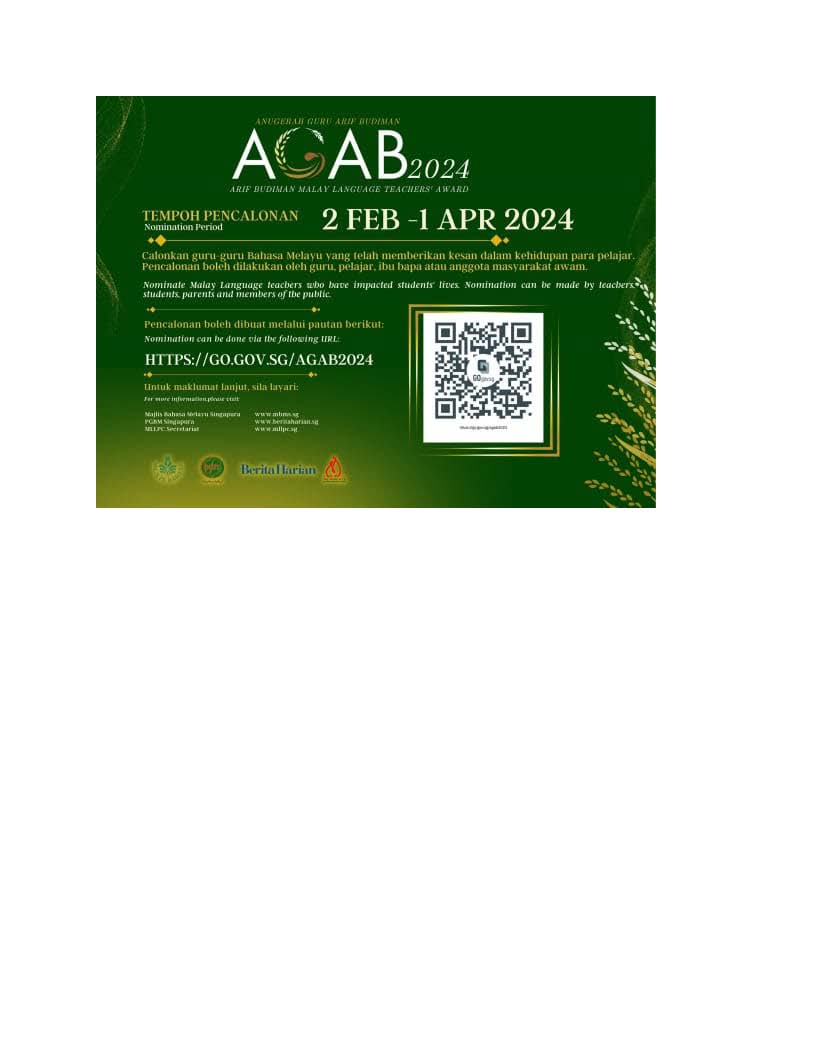 ANUGERAH GURU ARIF BUDIMAN
AGAB2024
ARIF BUDIMAN MALAY LANGUAGE TEACHERS' AWARD
TEMPOH PENCALONAN
Nomination Period
2 FEB -1 APR 2024
Calonkan guru-guru Bahasa Melayu yang telah memberikan kesan dalam kehidupan para pelajar.
Pencalonan boleh dilakukan oleh guru, pelajar, ibu bapa atau anggota masyarakat awam.
Nominate Malay Language teachers who have impacted students' lives. Nomination can be made by teachers,
students, parents and members of the public.
Pencalonan boleh dibuat melalui pautan berikut:
Nomination can be done via the following URL:
HTTPS://GO.GOV.SG/AGAB2024
Untuk maklumat lanjut, sila layari:
For more information,please visit
Majlis Bahasa Melayu Singapura www.mbms.sg
PGBM Singapura www.beritaharian.sg
MLLPC Secretariat www.mllpc.sg
GO.gov.sg
Berita Harian